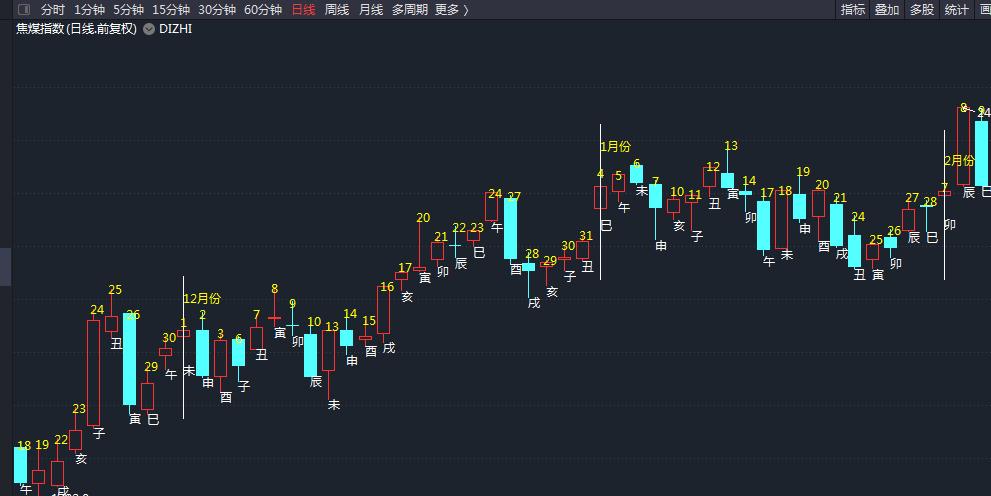 分时 1分钟 5分钟 15分钟 30分钟 60分钟 日线 周线 月线 多周期 更多 〉
指标 叠加 多股 统计
焦煤指数(日线.前复权) DIZHI
8 9 24
1月份 13 2月份
4 5 6 7 10 11 12 14 17 18 19 20 21 24 25 26 27 28 7
巳 午 未 申 亥 子 丑 寅 卯 午 未 申 酉 戌 丑 寅 卯 辰 巳 卯 辰 巳
16 17 20 21 22 23 24 27 28 29 30 31
戌 亥 寅 卯 辰 巳 午 酉 戌 亥 子 丑
12月份
23 24 25 26 29 30 1 2 3 6 7 8 9 10 13 14 15
亥 子 丑 寅 巳 午 未 申 酉 子 丑 寅 卯 辰 未 申 酉
18 19 22
午 戌